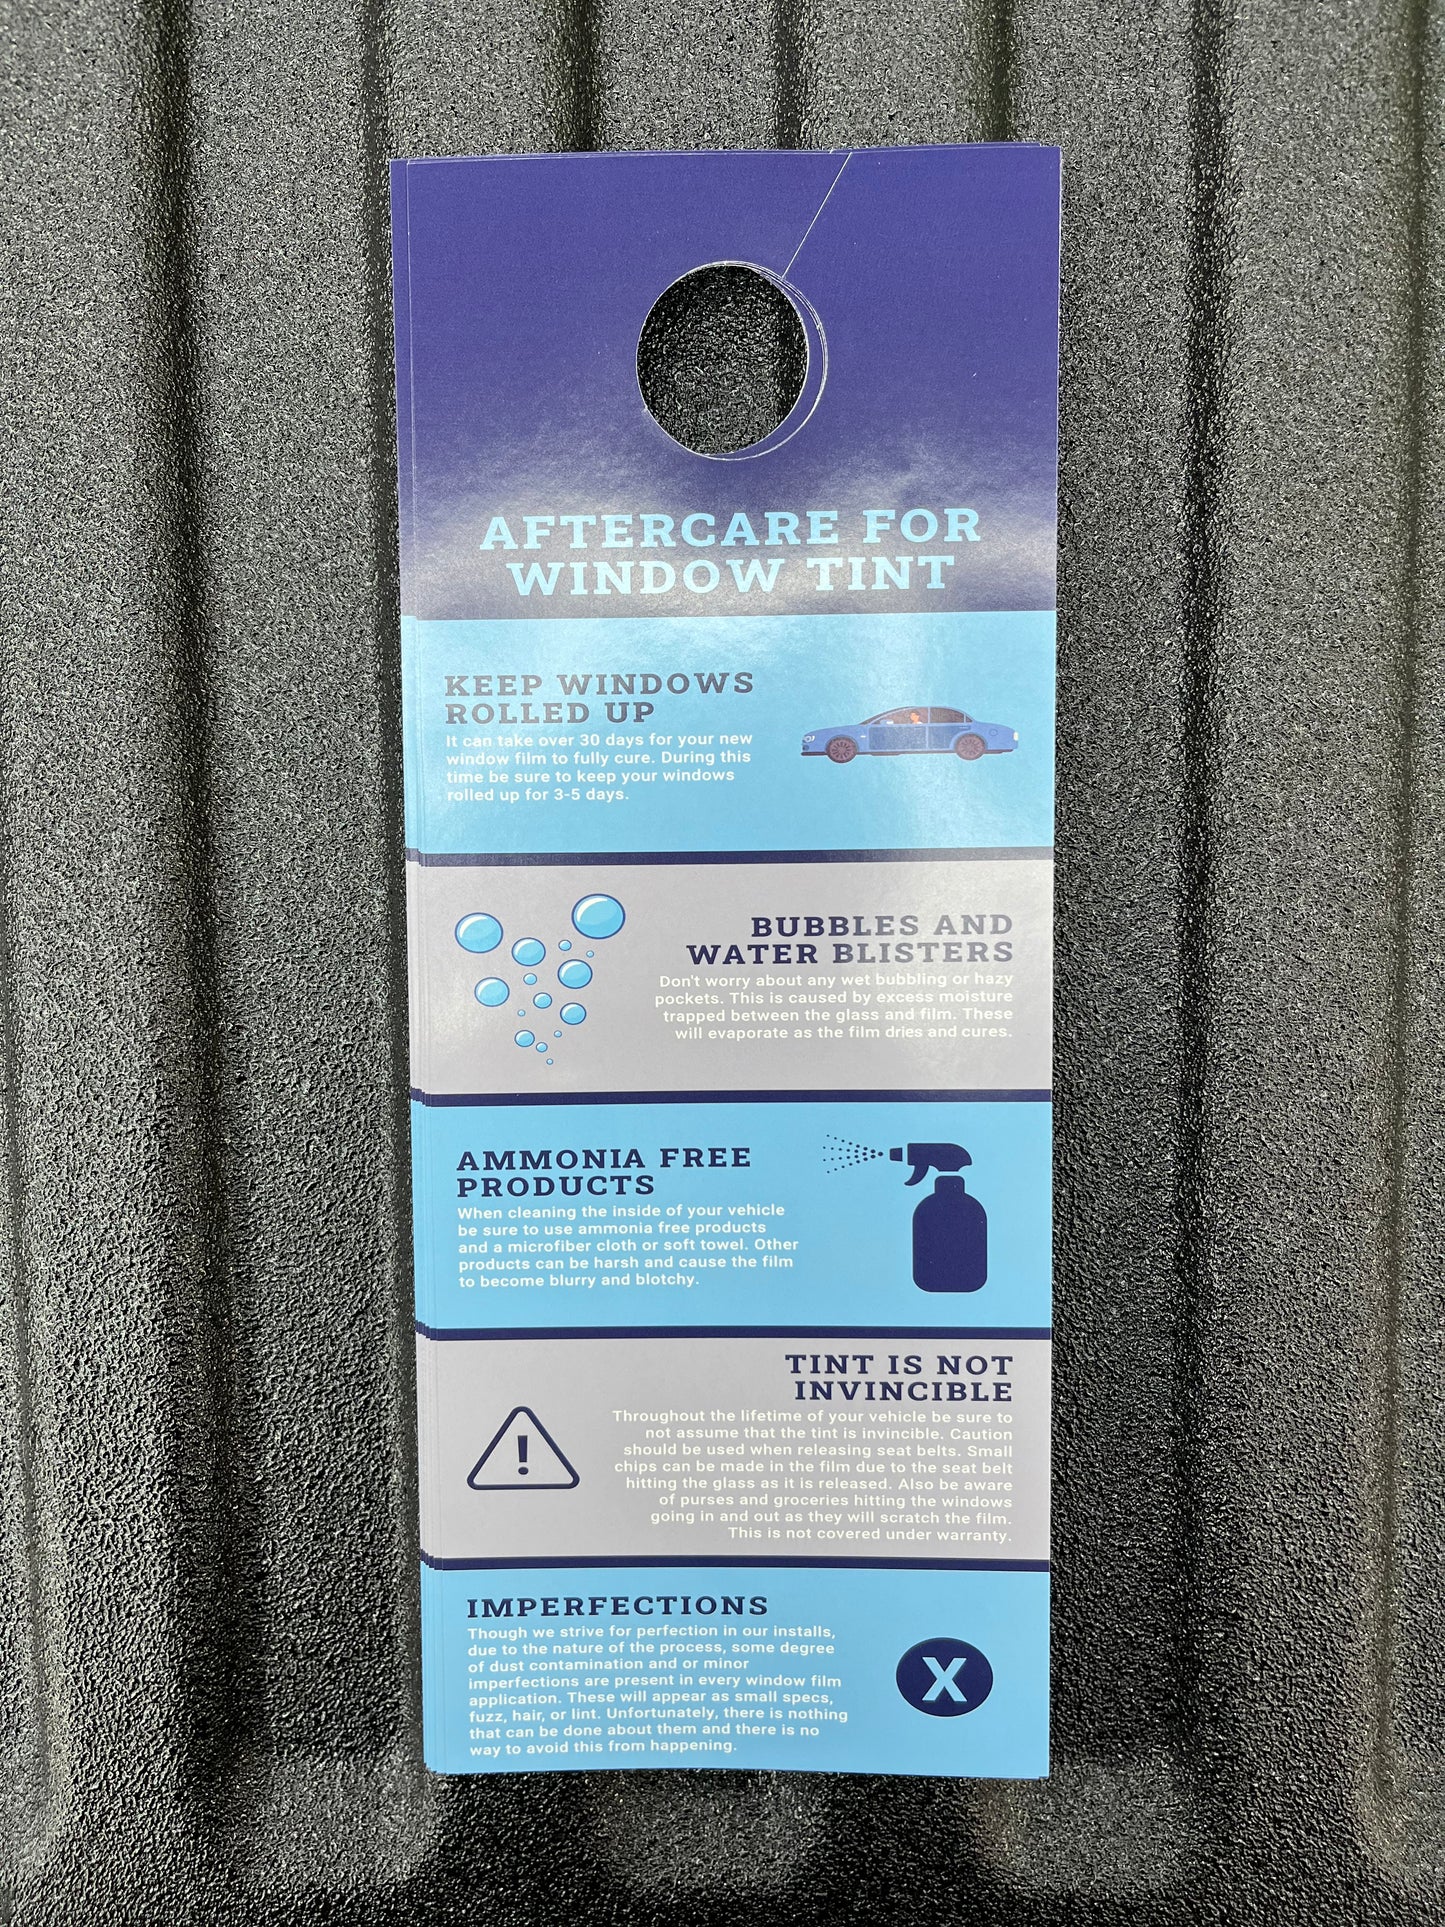 AFTERCARE FOR
WINDOW TINT
KEEP WINDOWS
ROLLED UP
It can take over 30 days for your new
window film to fully cure. During this
time be sure to keep your windows
rolled up for 3-5 days.
BUBBLES AND
WATER BLISTERS
Don't worry about any wet bubbling or hazy
pockets. This is caused by excess moisture
trapped between the glass and film. These
will evaporate as the film dries and cures.
AMMONIA FREE
PRODUCTS
When cleaning the inside of your vehicle
be sure to use ammonia free products
and a microfiber cloth or soft towel. Other
products can be harsh and cause the film
to become blurry and blotchy.
TINT IS NOT
INVINCIBLE
Throughout the lifetime of your vehicle be sure to
not assume that the tint is invincible. Caution
should be used when releasing seat belts. Small
chips can be made in the film due to the seat belt
hitting the glass as it is released. Also be aware
of purses and groceries hitting the windows
going in and out as they will scratch the film.
This is not covered under warranty.
!
IMPERFECTIONS
Though we strive for perfection in our installs,
due to the nature of the process, some degree
of dust contamination and or minor
imperfections are present in every window film
application. These will appear as small specs,
fuzz, hair, or lint. Unfortunately, there is nothing
that can be done about them and there is no
way to avoid this from happening.
X